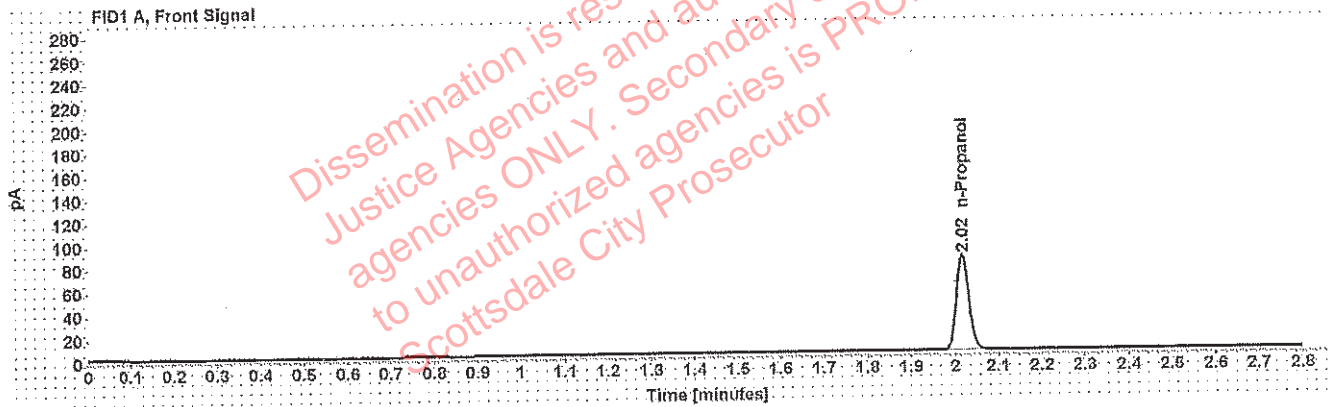 FID1 A, Front Signal
280
260
240
220
200
180
160
140
120
100
80
60
40
20
0
pA
2.02 n-Propanol
0 0.1 0.2 0.3 0.4 0.5 0.6 0.7 0.8 0.9 1 1.1 1.2 1.3 1.4 1.5 1.6 1.7 1.8 1.9 2 2.1 2.2 2.3 2.4 2.5 2.6 2.7 2.8
Time [minutes]
Dissemination is
Justice Agencies and
agencies ONLY. Secondary
to unauthorized agencies is
Scottsdale City Prosecutor